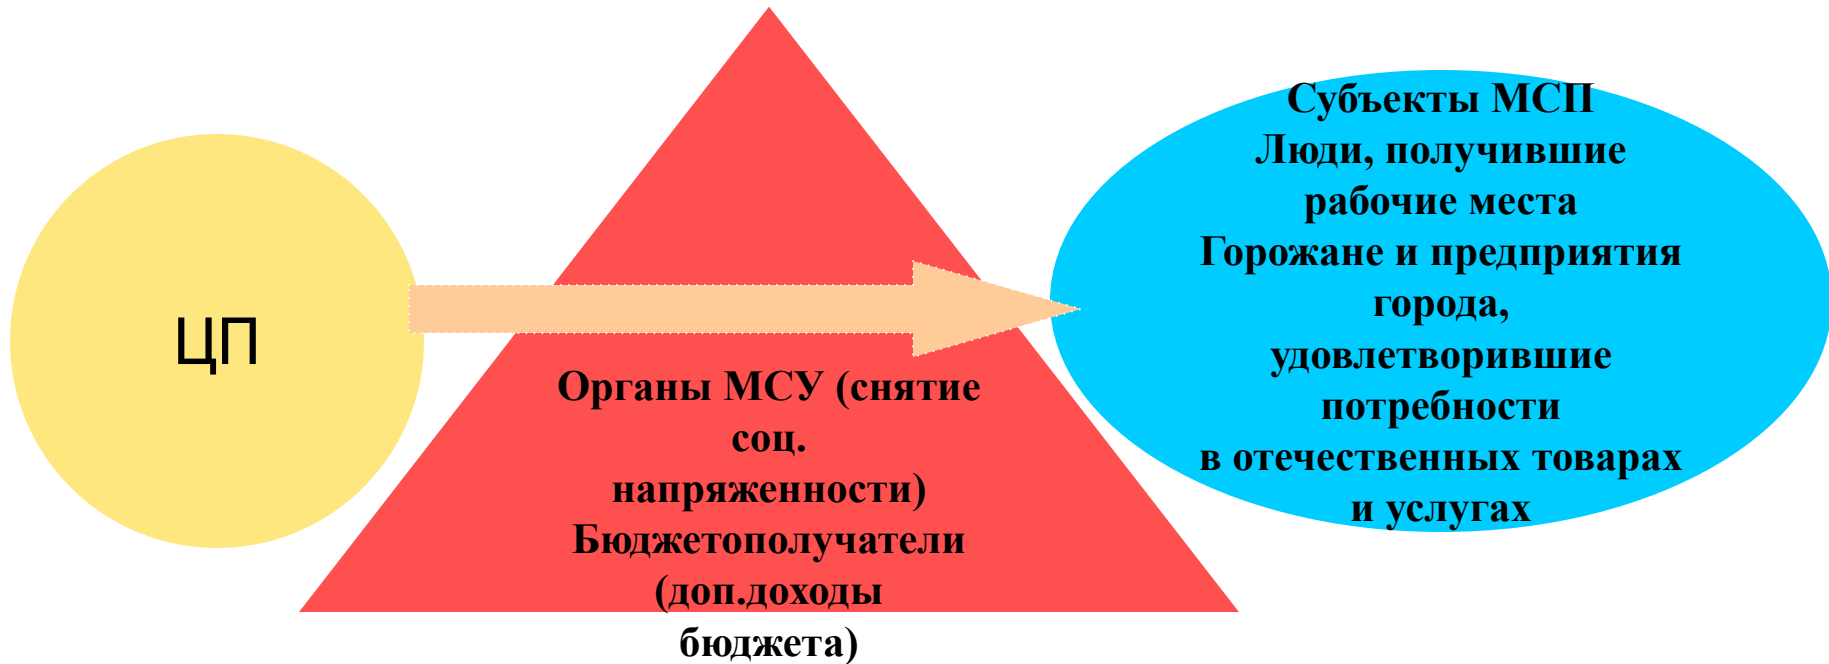 ЦП
Органы МСУ (снятие
соц.
напряженности)
Бюджетополучатели
(доп.доходы
бюджета)
Субъекты МСП
Люди, получившие
рабочие места
Горожане и предприятия
города,
удовлетворившие
потребности
в отечественных товарах
и услугах